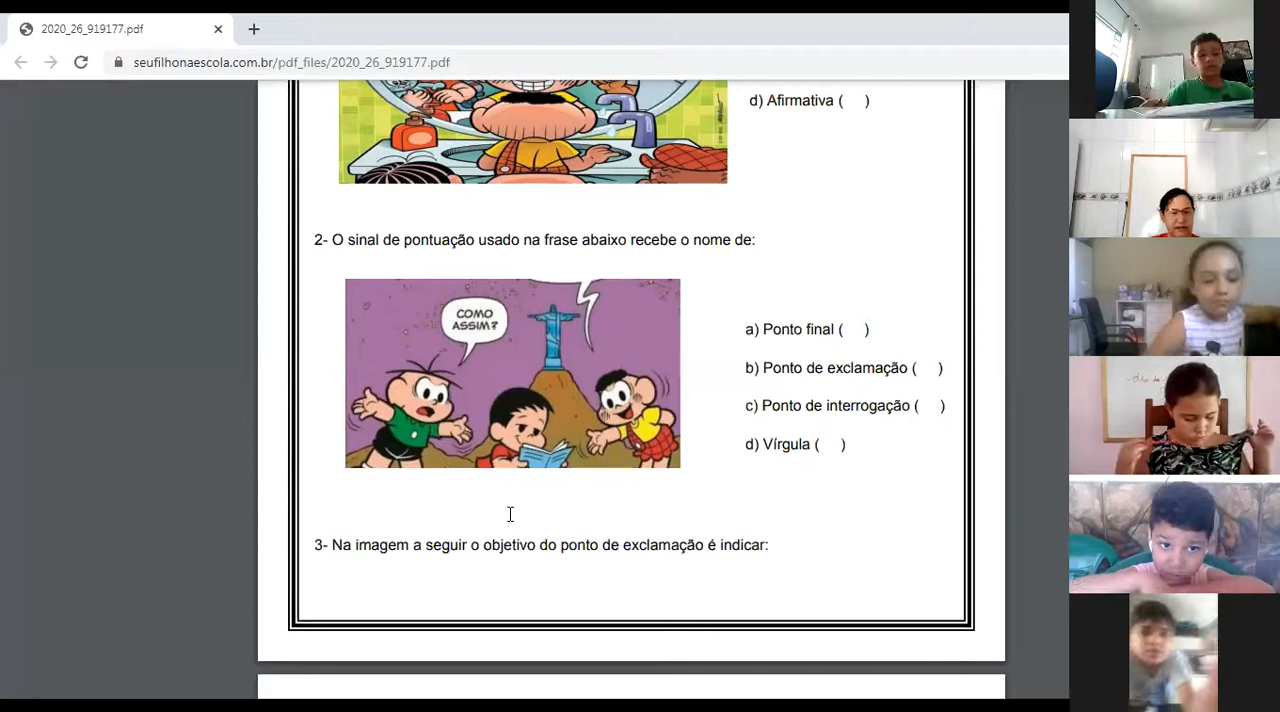 2020_26_919177.pdf
seufilhonaescola.com.br/pdf_files/2020_26_919177.pdf
d) Afirmativa (    )
2- O sinal de pontuação usado na frase abaixo recebe o nome de:
COMO
ASSIM?
a) Ponto final (    )
b) Ponto de exclamação (    )
c) Ponto de interrogação (    )
d) Vírgula (    )
3- Na imagem a seguir o objetivo do ponto de exclamação é indicar: